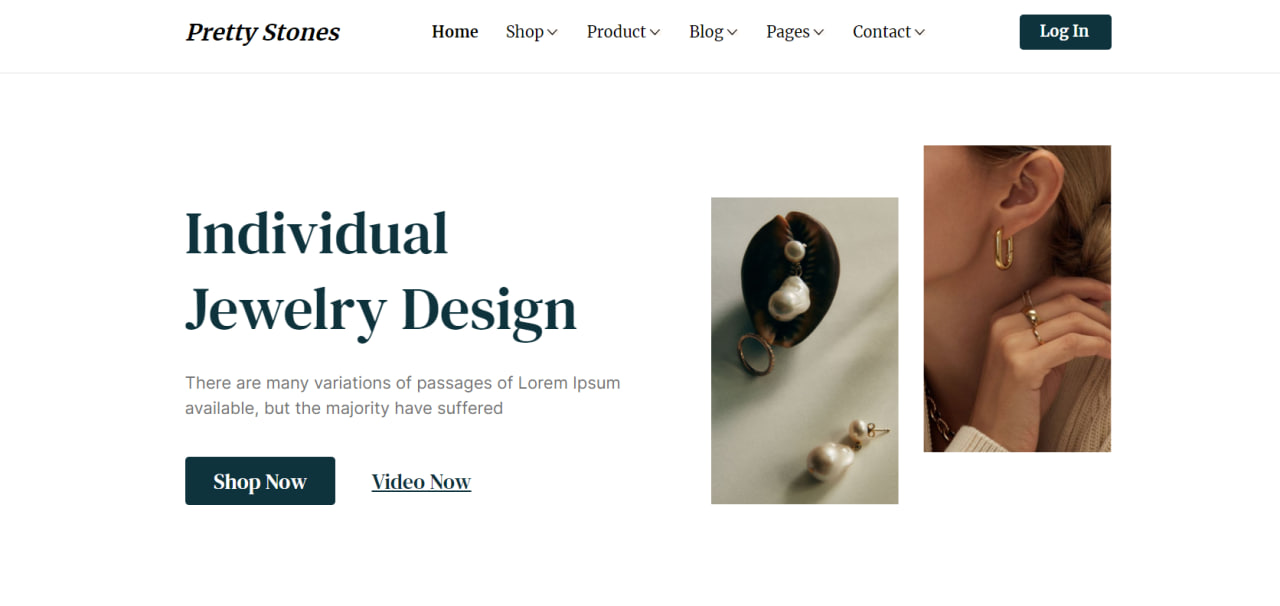 Pretty Stones
Home Shop Product Blog Pages Contact
Log In
Individual
Jewelry Design
There are many variations of passages of Lorem Ipsum
available, but the majority have suffered
Shop Now
Video Now